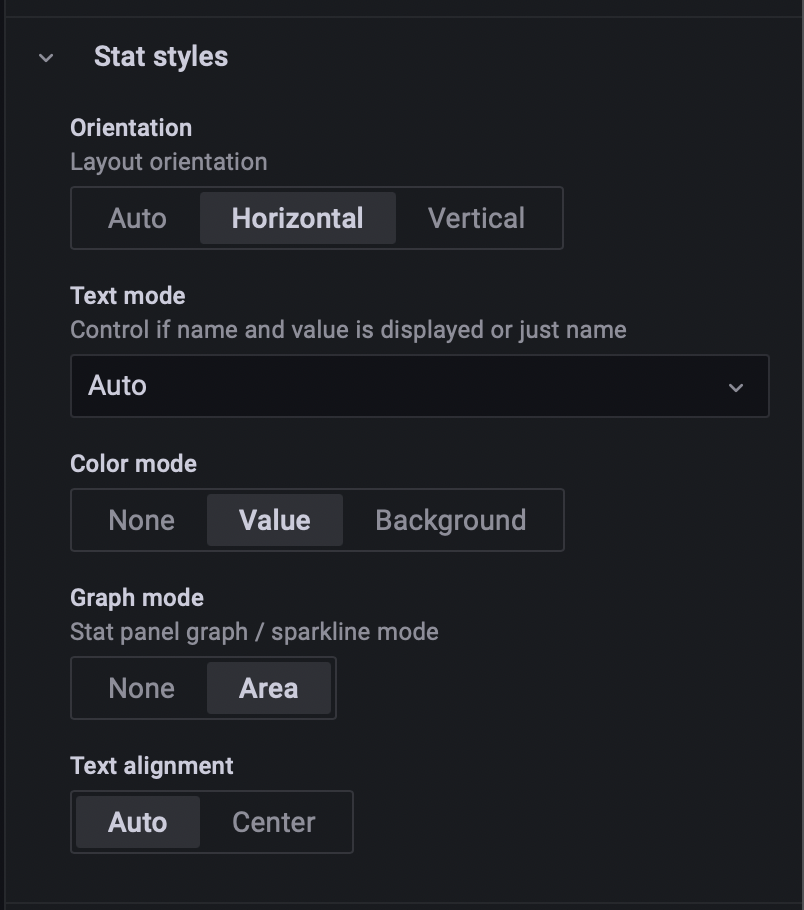 Stat styles
Orientation
Layout orientation
Auto Horizontal Vertical
Text mode
Control if name and value is displayed or just name
Auto
Color mode
None Value Background
Graph mode
Stat panel graph / sparkline mode
None Area
Text alignment
Auto Center